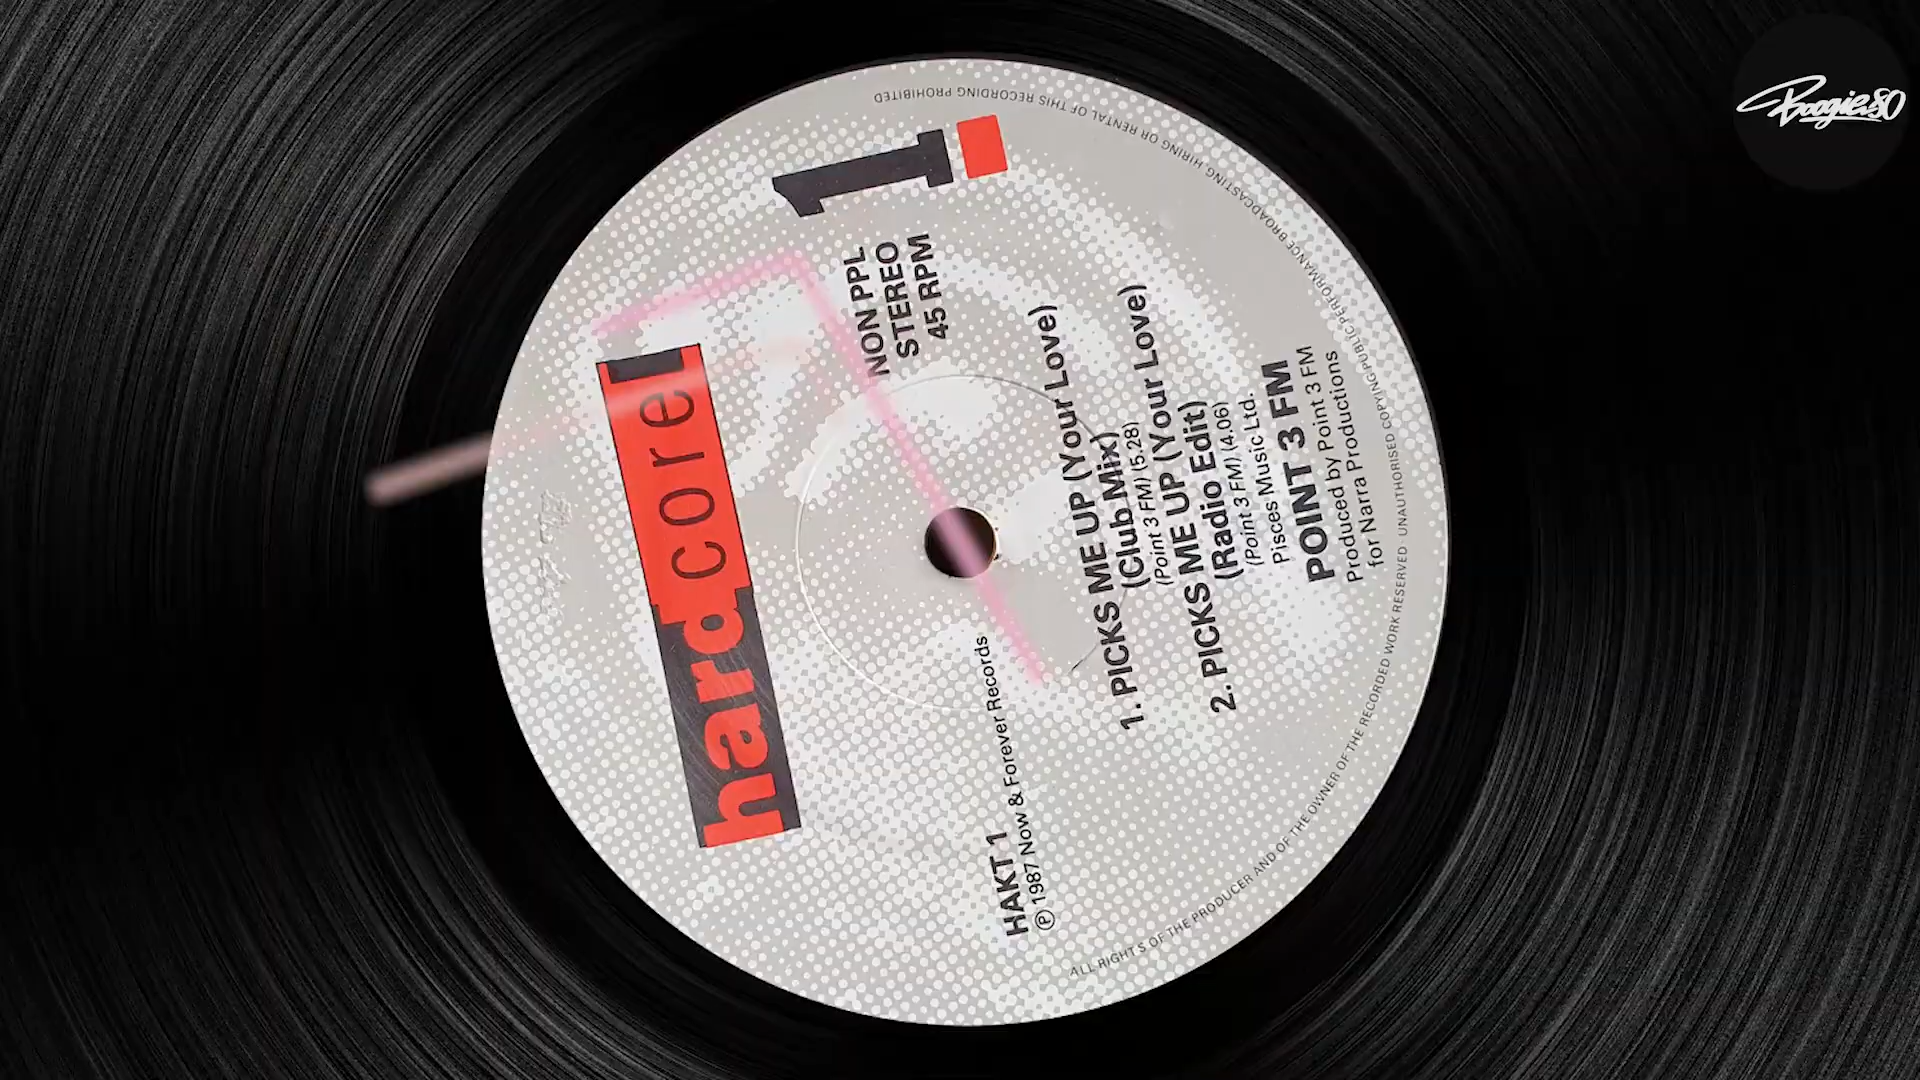 Boogie80
hardcore
1
NON PPL
STEREO
45 RPM
HAKT 1
Ⓟ 1987 Now & Forever Records
1. PICKS ME UP (Your Love)
(Club Mix)
(Point 3 FM) (5.28)
2. PICKS ME UP (Your Love)
(Radio Edit)
(Point 3 FM) (4.06)
Pisces Music Ltd.
POINT 3 FM
Produced by Point 3 FM
for Narra Productions
ALL RIGHTS OF THE PRODUCER AND OF THE OWNER OF THE RECORDED WORK RESERVED · UNAUTHORISED COPYING PUBLIC PERFORMANCE BROADCASTING, HIRING OR RENTAL OF THIS RECORDING PROHIBITED